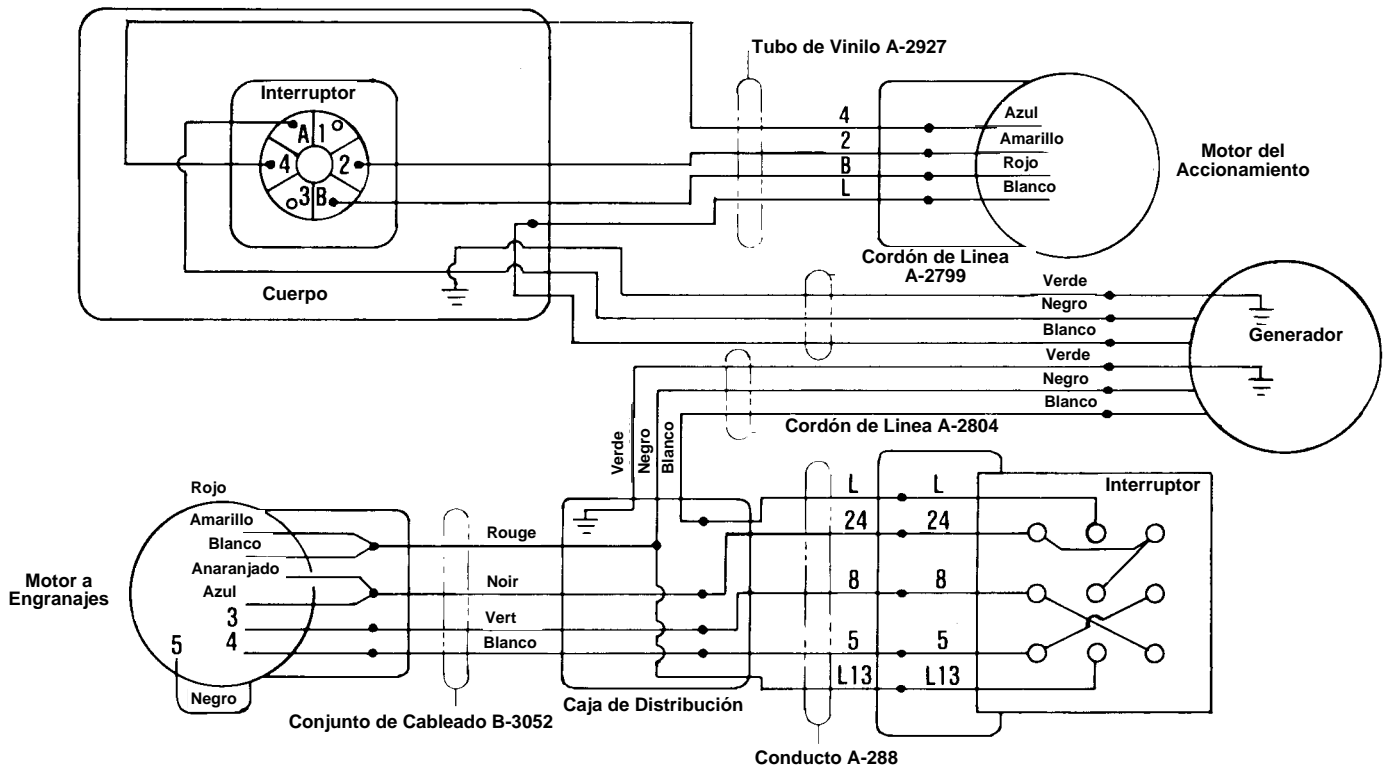 Tubo de Vinilo A-2927
Interruptor
A
1
4
2
3
B
4
2
B
L
Azul
Amarillo
Rojo
Blanco
Motor del
Accionamiento
Cordón de Linea
A-2799
Cuerpo
Verde
Negro
Blanco
Verde
Negro
Blanco
Generador
Cordón de Linea A-2804
Verde
Negro
Blanco
Rojo
Amarillo
Blanco
Anaranjado
Azul
3
4
5
Negro
Motor a
Engranajes
Rouge
Noir
Vert
Blanco
Conjunto de Cableado B-3052
Caja de Distribución
L
L
24
24
8
8
5
5
L13
L13
Interruptor
Conducto A-288